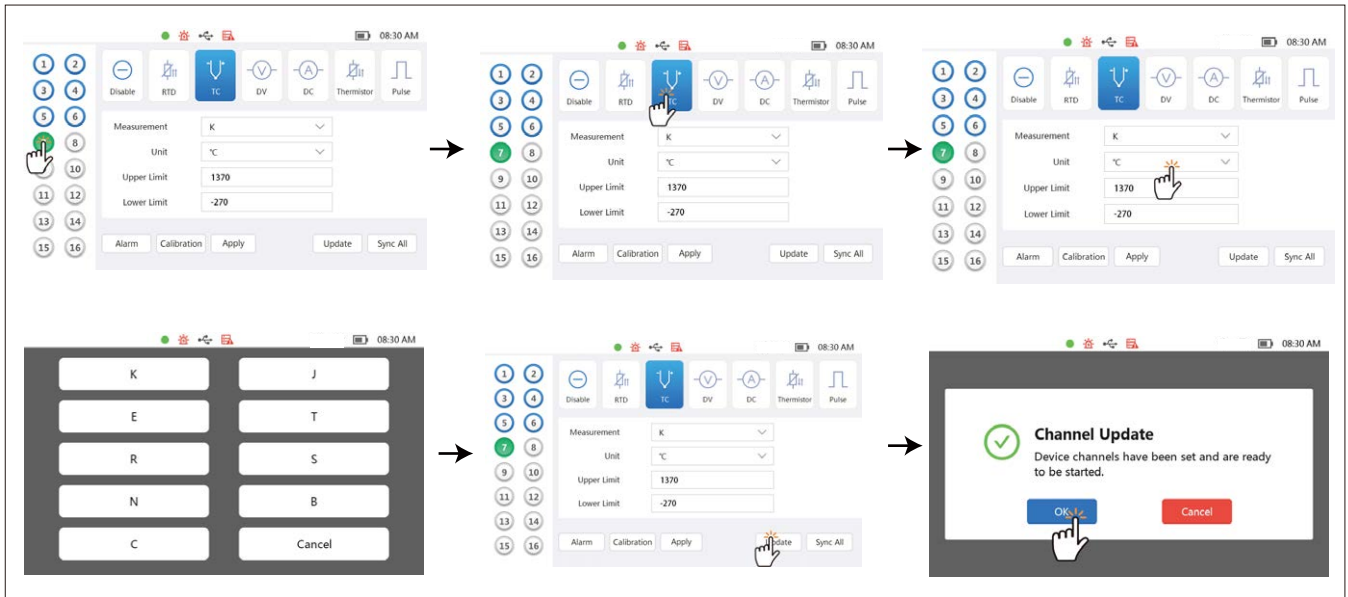 08:30 AM
1 2
3 4
5 6
8
10
11 12
13 14
15 16
Disable RTD TC DV DC Thermistor Pulse
Measurement K
Unit °C
Upper Limit 1370
Lower Limit -270
Alarm Calibration Apply Update Sync All
08:30 AM
1 2
3 4
5 6
7 8
9 10
11 12
13 14
15 16
Disable RTD TC DV DC Thermistor Pulse
Measurement K
Unit °C
Upper Limit 1370
Lower Limit -270
Alarm Calibration Apply Update Sync All
08:30 AM
1 2
3 4
5 6
7 8
9 10
11 12
13 14
15 16
Disable RTD TC DV DC Thermistor Pulse
Measurement K
Unit °C
Upper Limit 1370
Lower Limit -270
Alarm Calibration Apply Update Sync All
08:30 AM
K J
E T
R S
N B
C Cancel
08:30 AM
1 2
3 4
5 6
7 8
9 10
11 12
13 14
15 16
Disable RTD TC DV DC Thermistor Pulse
Measurement K
Unit °C
Upper Limit 1370
Lower Limit -270
Alarm Calibration Apply Update Sync All
08:30 AM
Channel Update
Device channels have been set and are ready
to be started.
OK Cancel